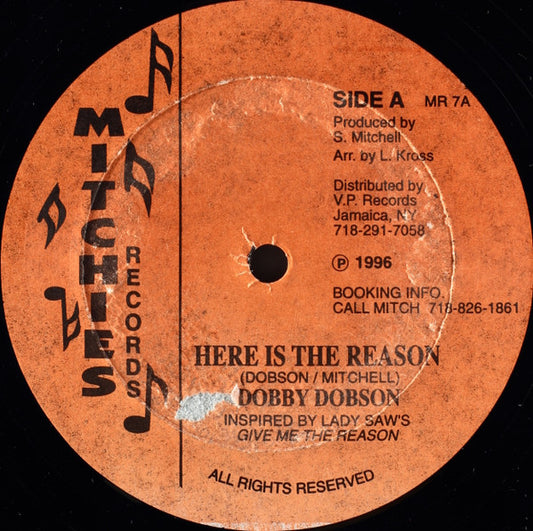 MITCHIES
RECORDS
SIDE A MR 7A
Produced by
S. Mitchell
Arr. by L. Kross
Distributed by
V.P. Records
Jamaica, NY
718-291-7058
Ⓟ 1996
BOOKING INFO.
CALL MITCH 718-826-1861
HERE IS THE REASON
(DOBSON / MITCHELL)
DOBBY DOBSON
INSPIRED BY LADY SAW'S
GIVE ME THE REASON
ALL RIGHTS RESERVED